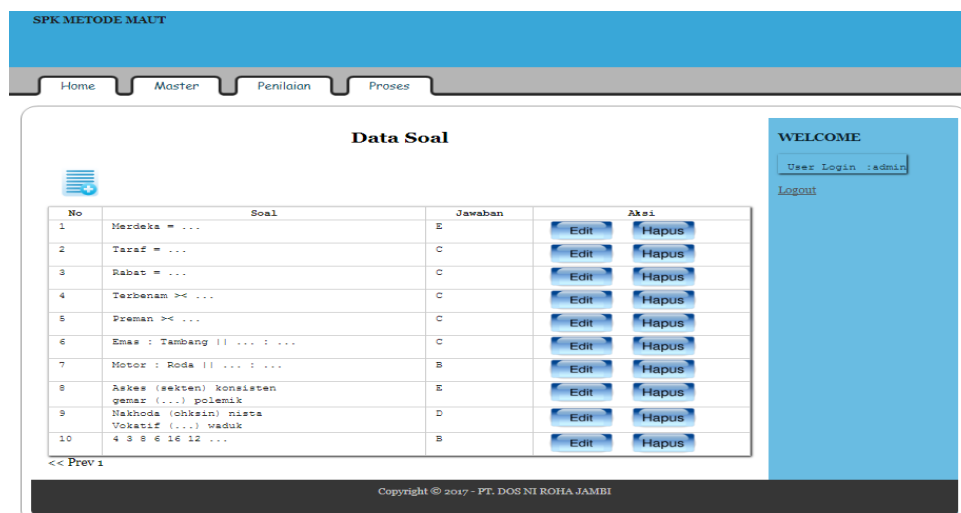 SPK METODE MAUT
Home Master Penilaian Proses
Data Soal
WELCOME
User Login :admin
Logout
No Soal Jawaban Aksi
1 Merdeka = ... E Edit Hapus
2 Taraf = ... C Edit Hapus
3 Rabat = ... C Edit Hapus
4 Terbenam >< ... C Edit Hapus
5 Preman >< ... C Edit Hapus
6 Emas : Tambang || ... : ... C Edit Hapus
7 Motor : Roda || ... : ... B Edit Hapus
8 Askes (sekten) konsisten E Edit Hapus
gemar (...) polemik
9 Nakhoda (ohksin) nista D Edit Hapus
Vokatif (...) waduk
10 4 3 8 6 16 12 ... B Edit Hapus
<< Prev 1
Copyright © 2017 - PT. DOS NI ROHA JAMBI